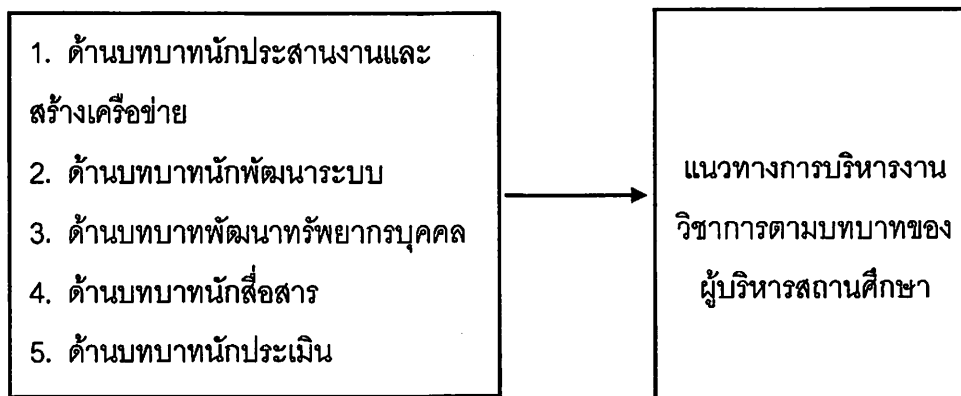 1. ด้านบทบาทนักประสานงานและ
สร้างเครือข่าย
2. ด้านบทบาทนักพัฒนาระบบ
3. ด้านบทบาทพัฒนาทรัพยากรบุคคล
4. ด้านบทบาทนักสื่อสาร
5. ด้านบทบาทนักประเมิน
แนวทางการบริหารงาน
วิชาการตามบทบาทของ
ผู้บริหารสถานศึกษา